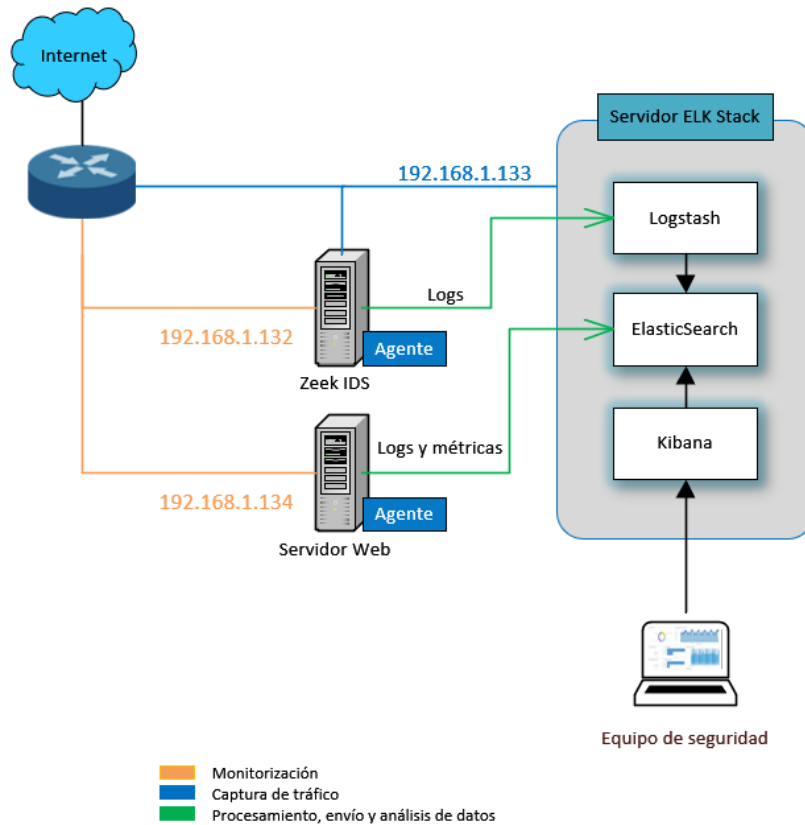 Internet
Servidor ELK Stack
192.168.1.133
Logstash
Logs
192.168.1.132
ElasticSearch
Agente
Zeek IDS
Logs y métricas
Kibana
192.168.1.134
Agente
Servidor Web
Equipo de seguridad
Monitorización
Captura de tráfico
Procesamiento, envío y análisis de datos